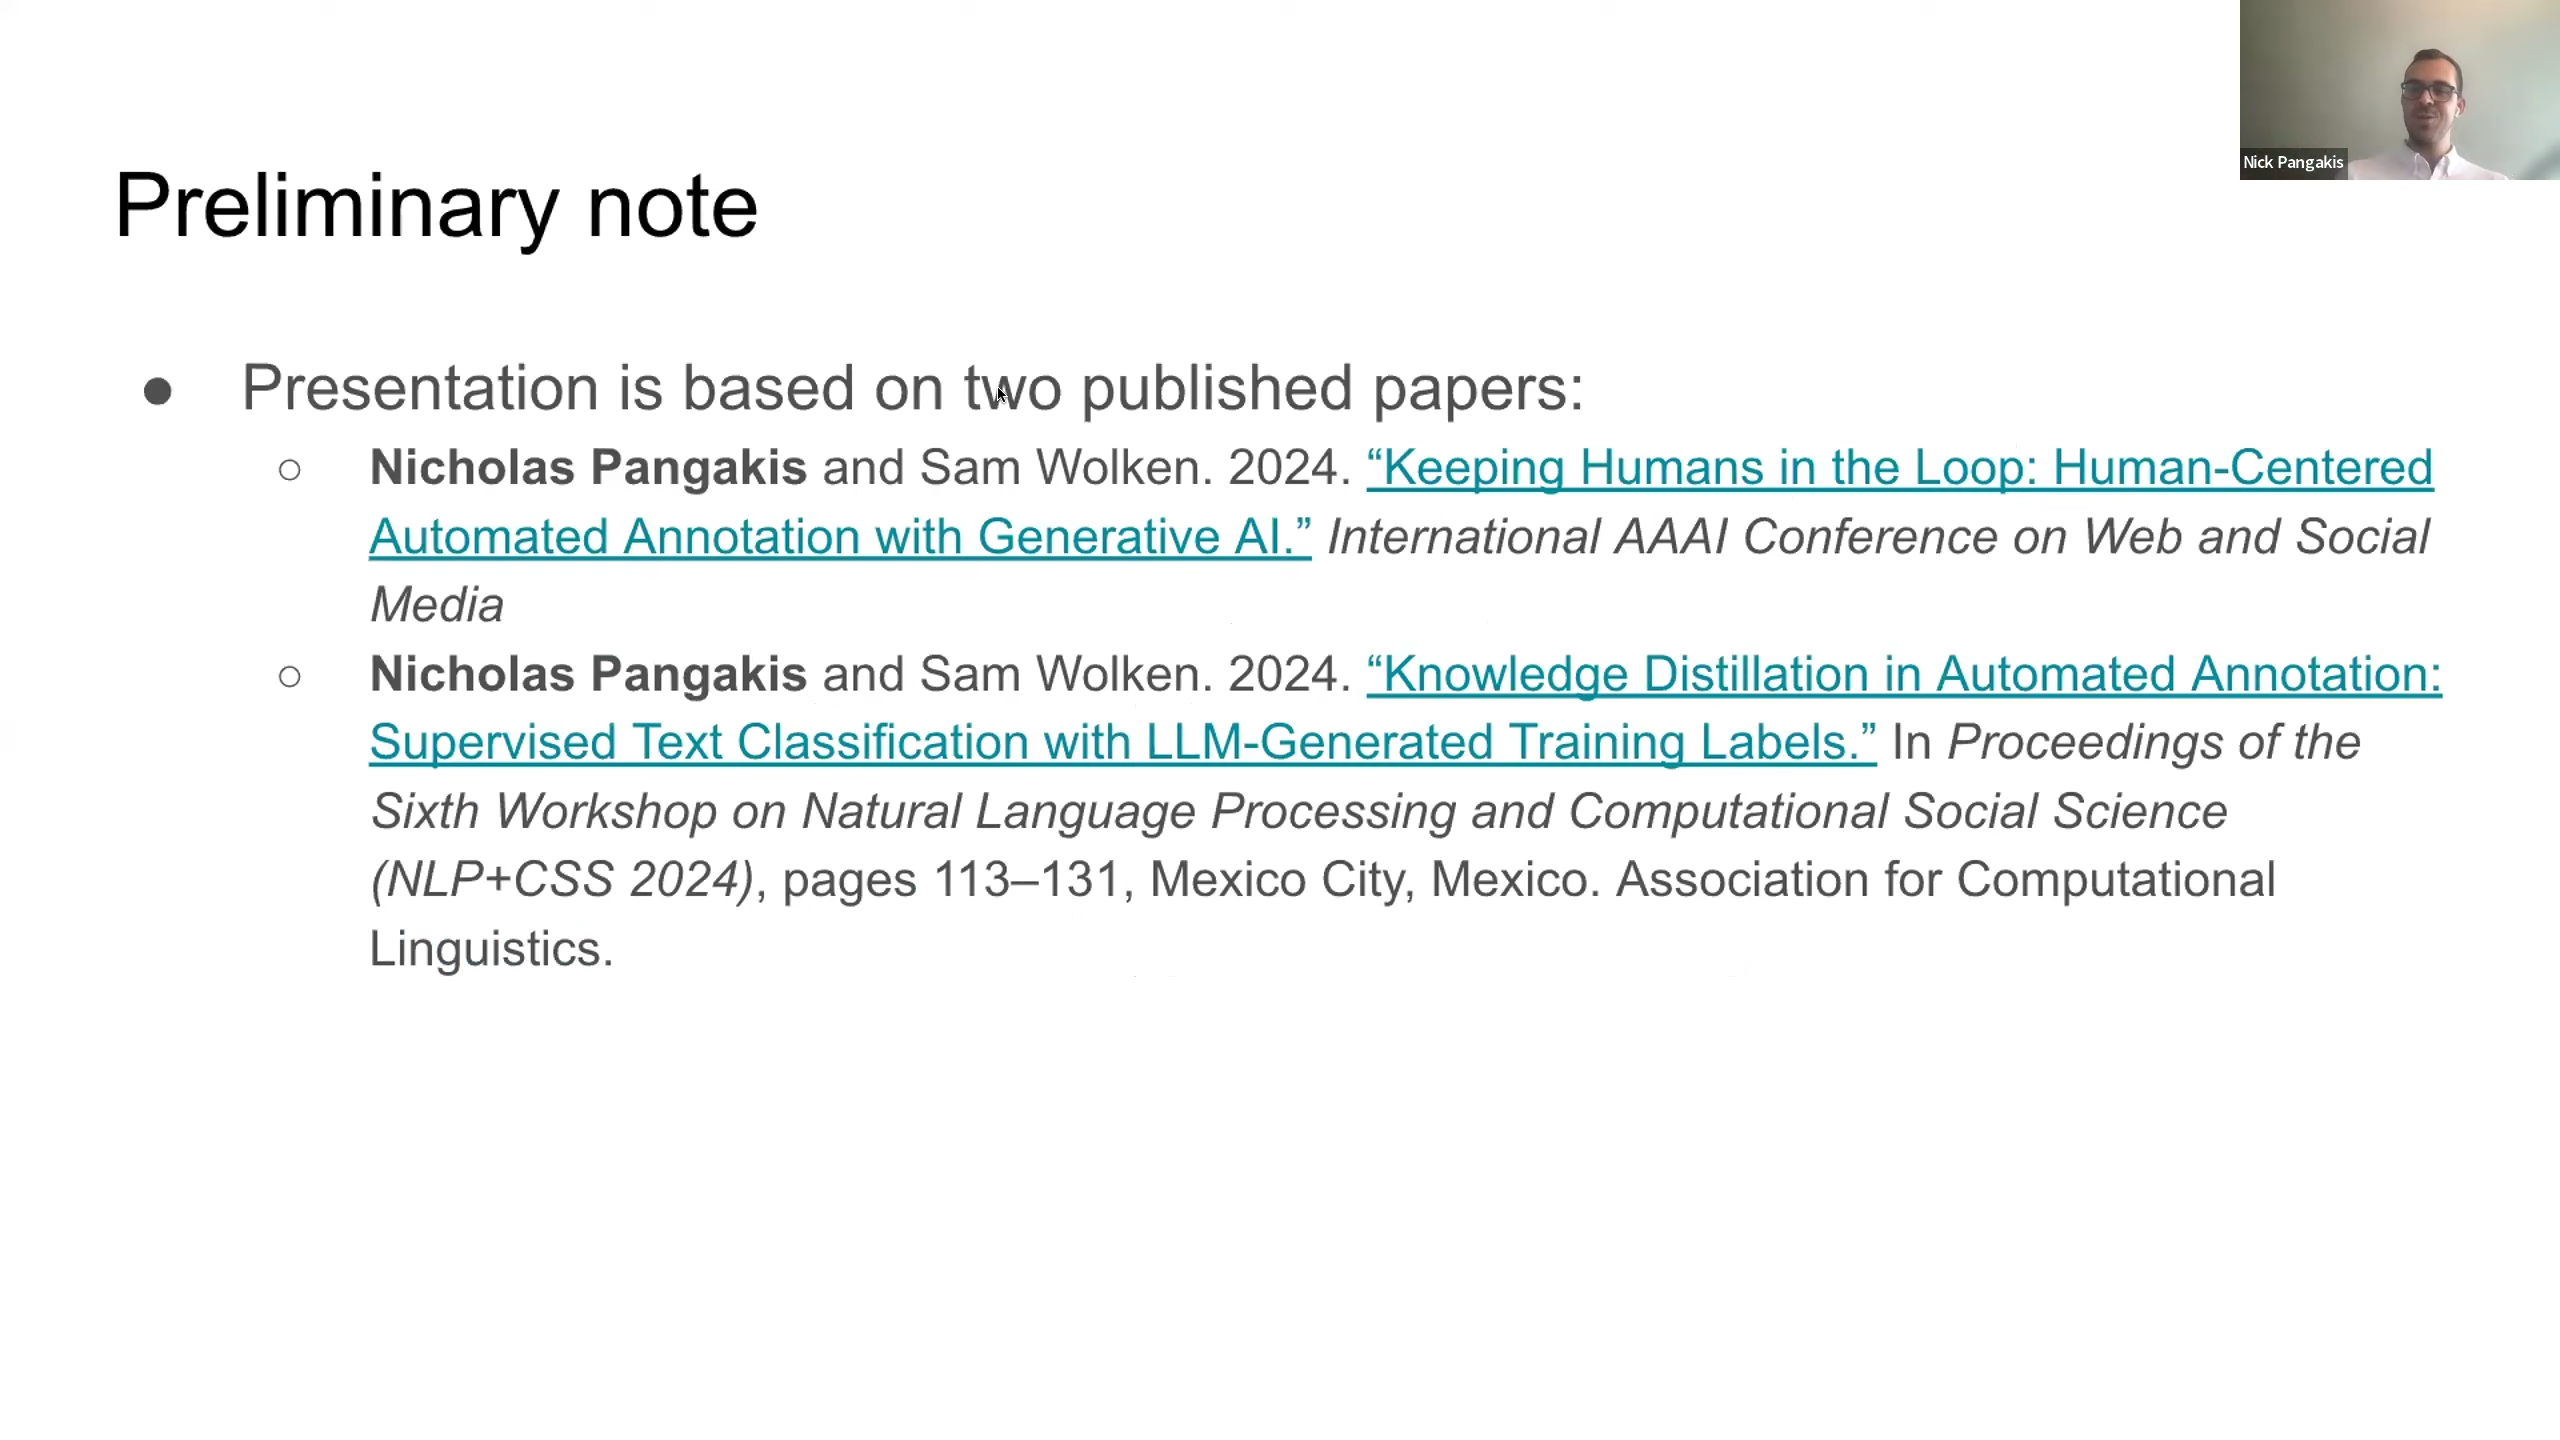 Nick Pangakis
Preliminary note
● Presentation is based on two published papers:
○ Nicholas Pangakis and Sam Wolken. 2024. “Keeping Humans in the Loop: Human-Centered
Automated Annotation with Generative AI.” International AAAI Conference on Web and Social
Media
○ Nicholas Pangakis and Sam Wolken. 2024. “Knowledge Distillation in Automated Annotation:
Supervised Text Classification with LLM-Generated Training Labels.” In Proceedings of the
Sixth Workshop on Natural Language Processing and Computational Social Science
(NLP+CSS 2024), pages 113–131, Mexico City, Mexico. Association for Computational
Linguistics.